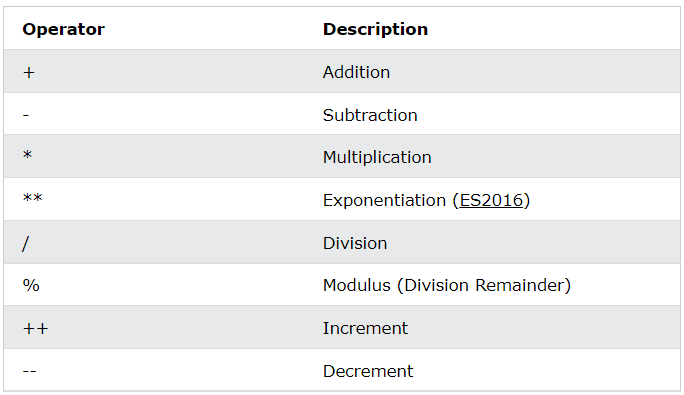 Operator Description
+ Addition
- Subtraction
* Multiplication
** Exponentiation (ES2016)
/ Division
% Modulus (Division Remainder)
++ Increment
-- Decrement